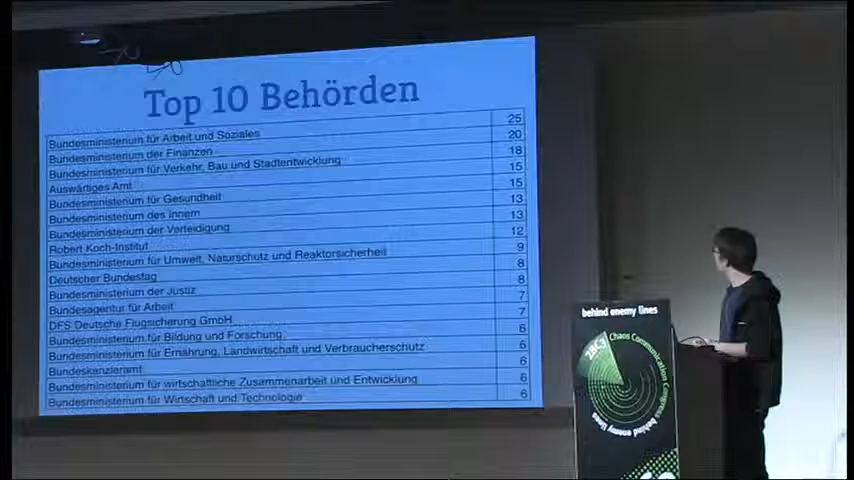 Top 10 Behörden
Bundesministerium für Arbeit und Soziales 25
Bundesministerium der Finanzen 20
Bundesministerium für Verkehr, Bau und Stadtentwicklung 18
Auswärtiges Amt 15
Bundesministerium für Gesundheit 15
Bundesministerium des Innern 13
Bundesministerium der Verteidigung 13
Robert Koch-Institut 12
Bundesministerium für Umwelt, Naturschutz und Reaktorsicherheit 9
Deutscher Bundestag 8
Bundesministerium der Justiz 8
Bundesagentur für Arbeit 7
DFS Deutsche Flugsicherung GmbH 7
Bundesministerium für Bildung und Forschung 6
Bundesministerium für Ernährung, Landwirtschaft und Verbraucherschutz 6
Bundeskanzleramt 6
Bundesministerium für wirtschaftliche Zusammenarbeit und Entwicklung 6
Bundesministerium für Wirtschaft und Technologie 6
behind enemy lines
28C3
Chaos Communication Congress
behind enemy lines